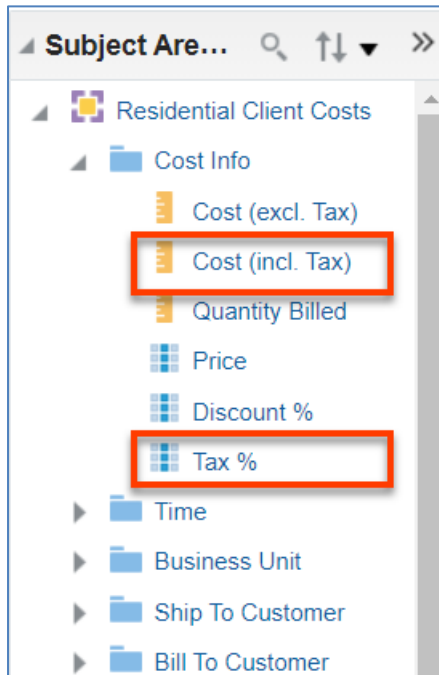 Subject Are...
Residential Client Costs
Cost Info
Cost (excl. Tax)
Cost (incl. Tax)
Quantity Billed
Price
Discount %
Tax %
Time
Business Unit
Ship To Customer
Bill To Customer